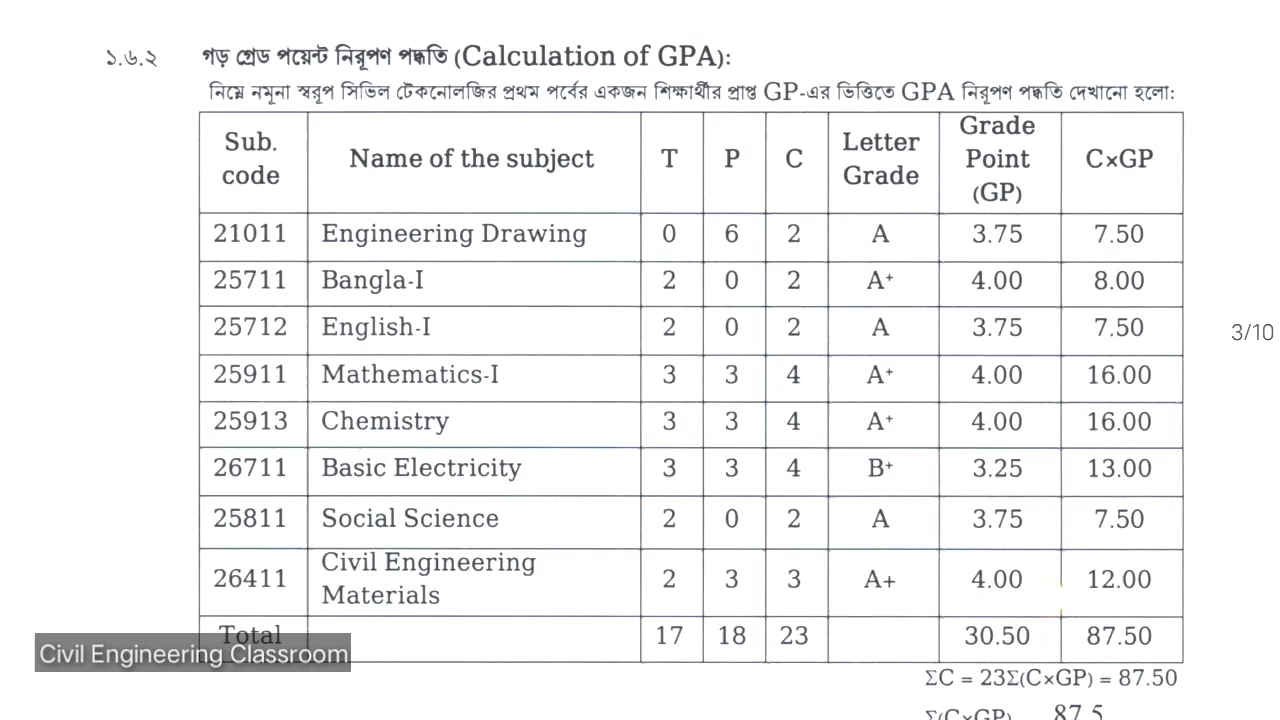 ১.৬.২ গড় গ্রেড পয়েন্ট নিরূপণ পদ্ধতি (Calculation of GPA):
নিম্নে নমূনা স্বরূপ সিভিল টেকনোলজির প্রথম পর্বের একজন শিক্ষার্থীর প্রাপ্ত GP-এর ভিত্তিতে GPA নিরূপণ পদ্ধতি দেখানো হলো:
Sub. code Name of the subject T P C Letter Grade Grade Point (GP) C×GP
21011 Engineering Drawing 0 6 2 A 3.75 7.50
25711 Bangla-I 2 0 2 A+ 4.00 8.00
25712 English-I 2 0 2 A 3.75 7.50
3/10
25911 Mathematics-I 3 3 4 A+ 4.00 16.00
25913 Chemistry 3 3 4 A+ 4.00 16.00
26711 Basic Electricity 3 3 4 B+ 3.25 13.00
25811 Social Science 2 0 2 A 3.75 7.50
26411 Civil Engineering Materials 2 3 3 A+ 4.00 12.00
Total 17 18 23 30.50 87.50
Civil Engineering Classroom
ΣC = 23Σ(C×GP) = 87.50
Σ(C×GP) 87.5